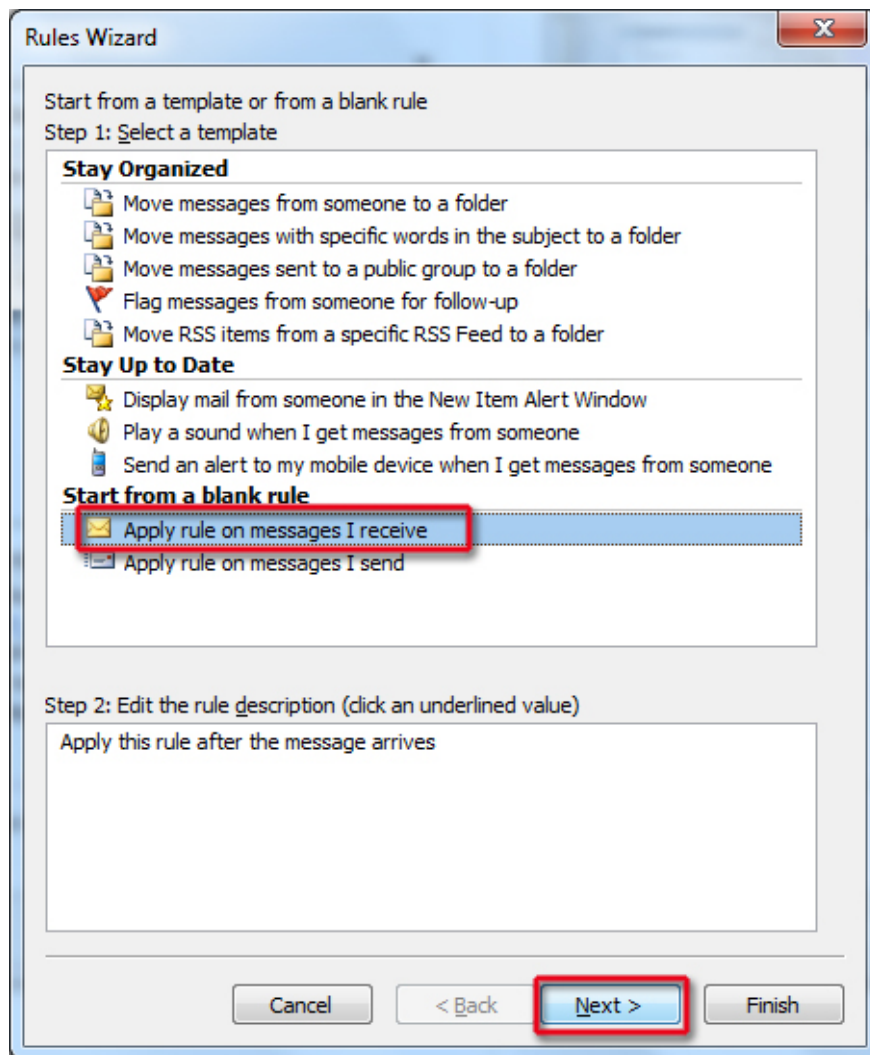 Rules Wizard
Start from a template or from a blank rule
Step 1: Select a template
Stay Organized
Move messages from someone to a folder
Move messages with specific words in the subject to a folder
Move messages sent to a public group to a folder
Flag messages from someone for follow-up
Move RSS items from a specific RSS Feed to a folder
Stay Up to Date
Display mail from someone in the New Item Alert Window
Play a sound when I get messages from someone
Send an alert to my mobile device when I get messages from someone
Start from a blank rule
Apply rule on messages I receive
Apply rule on messages I send
Step 2: Edit the rule description (click an underlined value)
Apply this rule after the message arrives
Cancel < Back Next > Finish